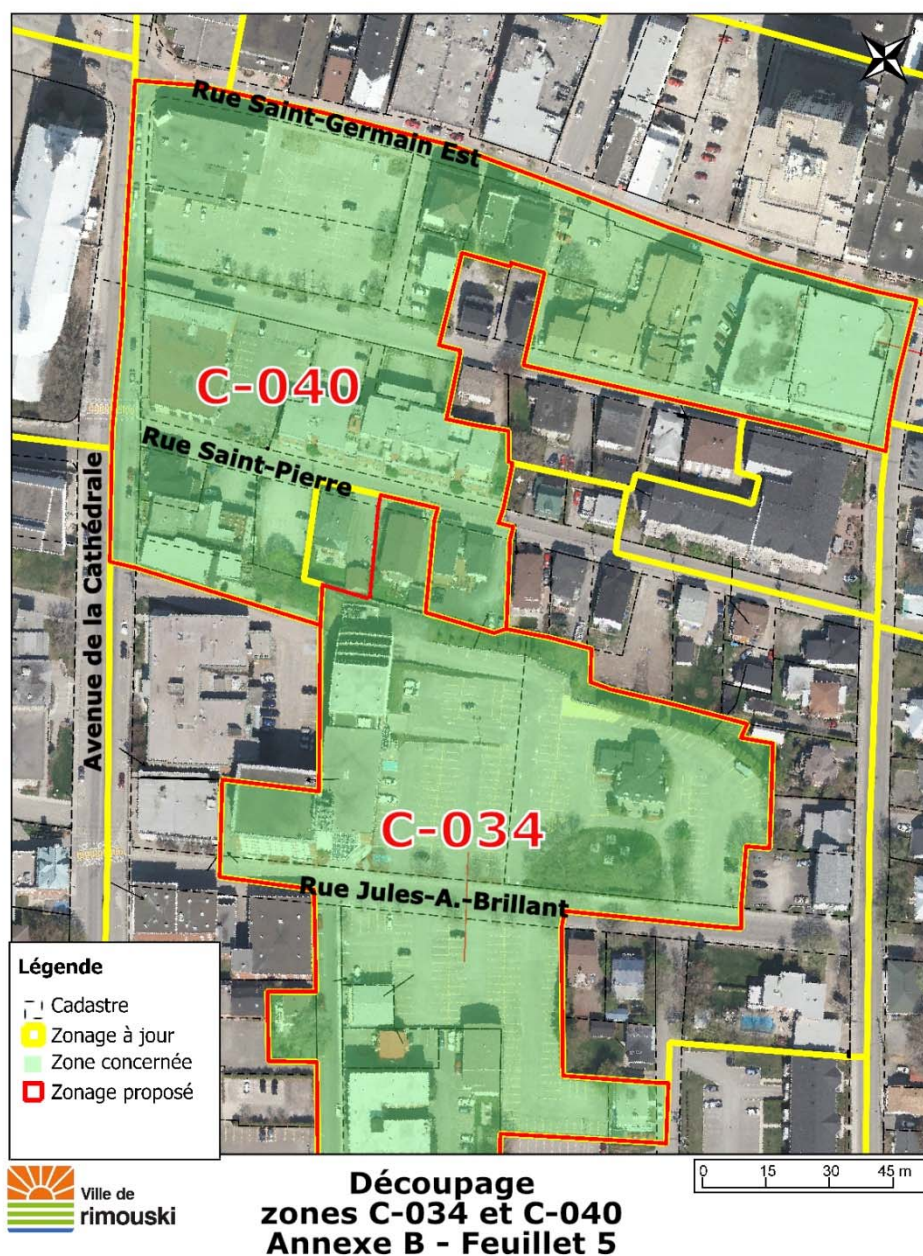 Rue Saint-Germain Est
C-040
Rue Saint-Pierre
Avenue de la Cathédrale
C-034
Rue Jules-A.-Brillant
Légende
Cadastre
Zonage à jour
Zone concernée
Zonage proposé
Ville de
rimouski
Découpage
zones C-034 et C-040
Annexe B - Feuillet 5
0 15 30 45 m